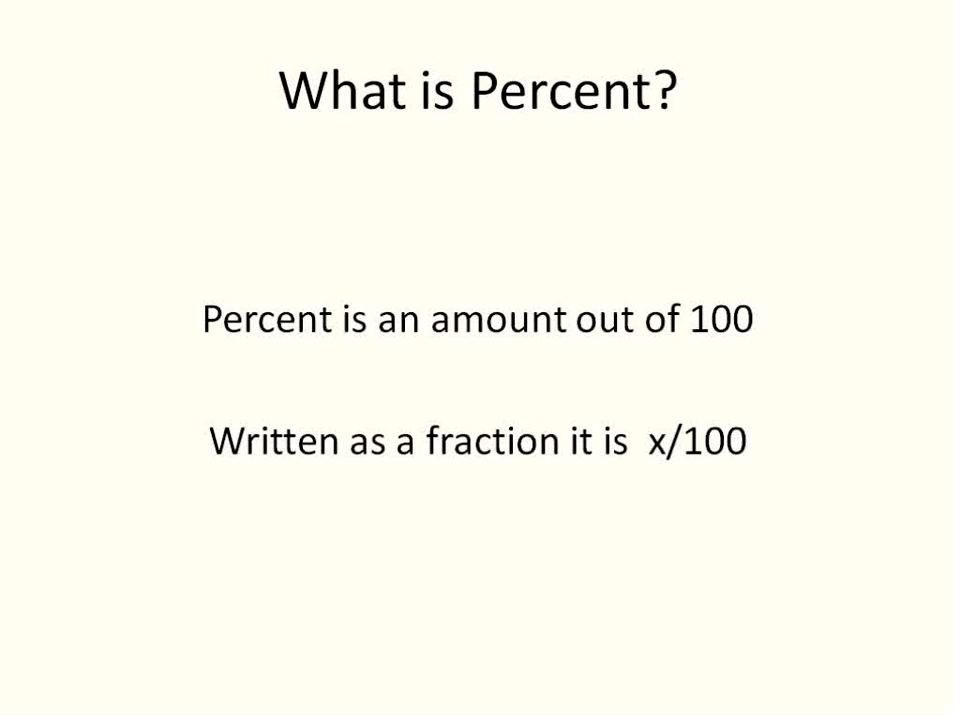 What is Percent?
Percent is an amount out of 100
Written as a fraction it is  x/100